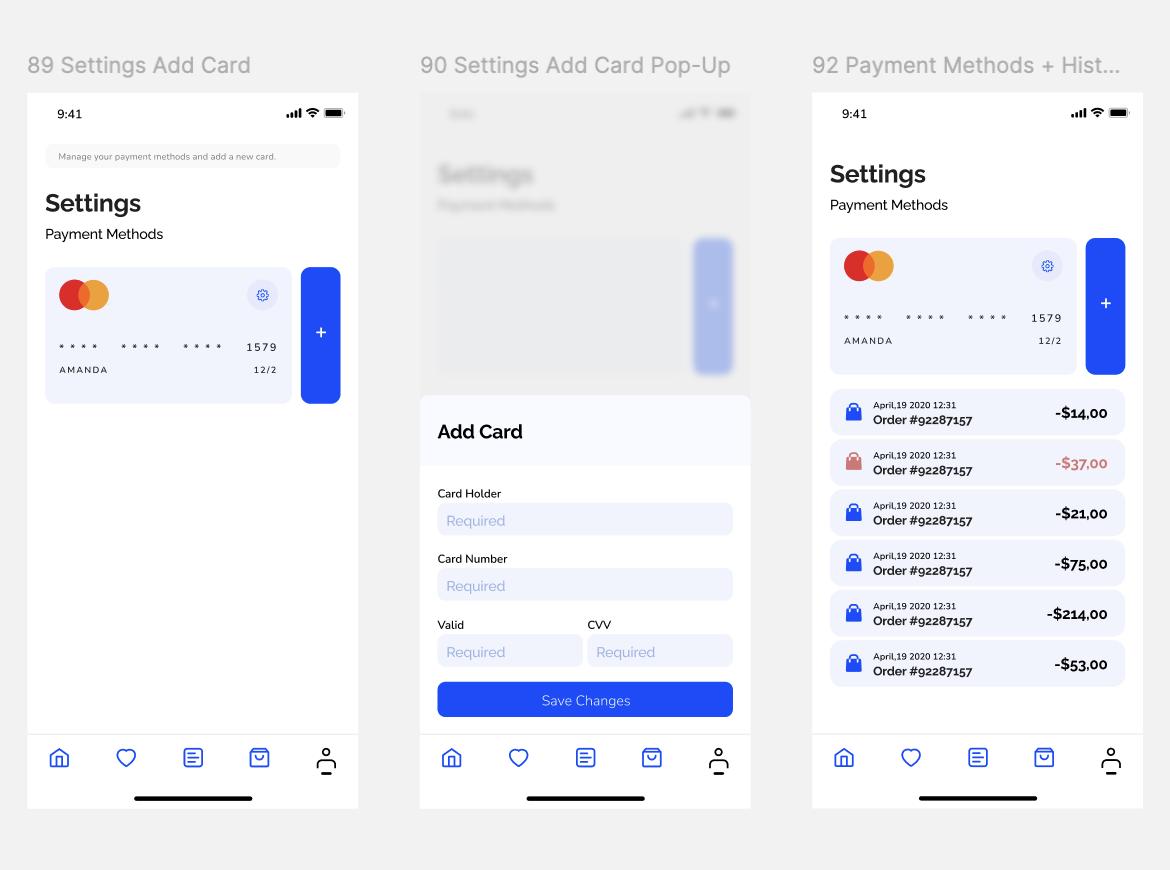 89 Settings Add Card
9:41
Manage your payment methods and add a new card.
Settings
Payment Methods
* * * * * * * * * * * * 1579
AMANDA 12/2
+
90 Settings Add Card Pop-Up
Settings
Payment Methods
+
Add Card
Card Holder
Required
Card Number
Required
Valid CVV
Required Required
Save Changes
92 Payment Methods + Hist...
9:41
Settings
Payment Methods
* * * * * * * * * * * * 1579
AMANDA 12/2
+
April,19 2020 12:31
Order #92287157 -$14,00
April,19 2020 12:31
Order #92287157 -$37,00
April,19 2020 12:31
Order #92287157 -$21,00
April,19 2020 12:31
Order #92287157 -$75,00
April,19 2020 12:31
Order #92287157 -$214,00
April,19 2020 12:31
Order #92287157 -$53,00